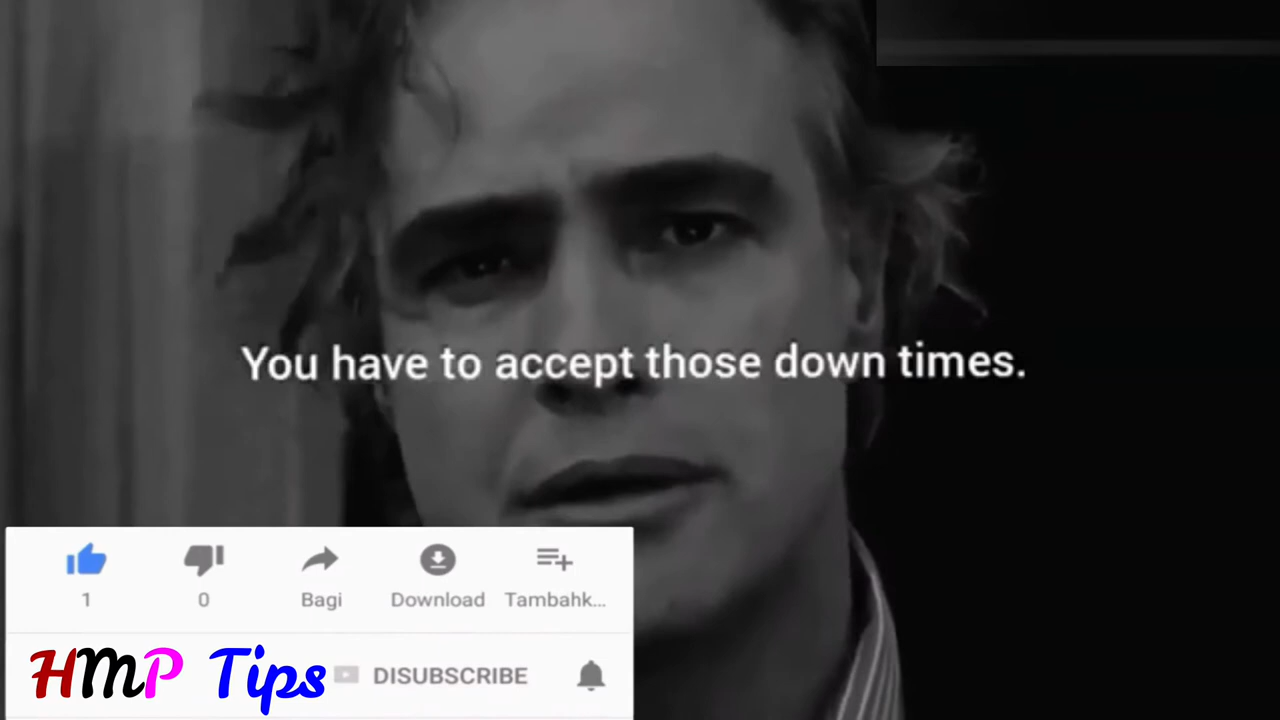 You have to accept those down times.
1 0 Bagi Download Tambahk...
HMP Tips DISUBSCRIBE